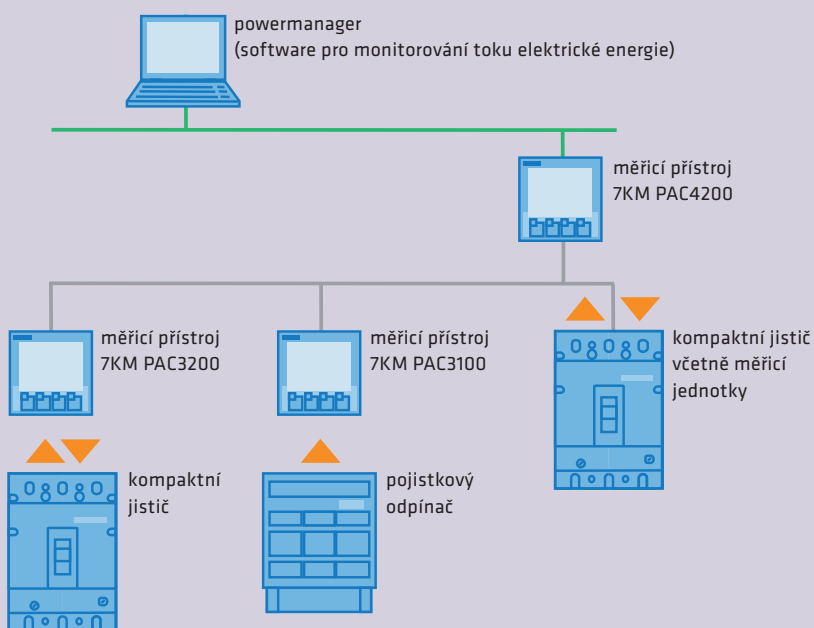 powermanager
(software pro monitorování toku elektrické energie)
měřicí přístroj
7KM PAC4200
měřicí přístroj
7KM PAC3200
měřicí přístroj
7KM PAC3100
kompaktní jistič
včetně měřicí
jednotky
kompaktní
jistič
pojistkový
odpínač